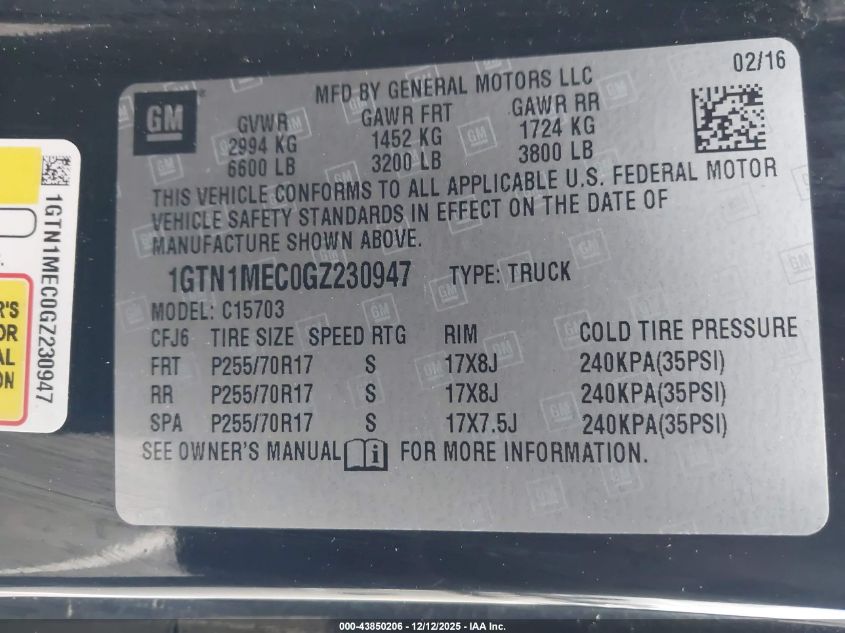 02/16
MFD BY GENERAL MOTORS LLC
GM
GVWR GAWR FRT GAWR RR
2994 KG 1452 KG 1724 KG
6600 LB 3200 LB 3800 LB
THIS VEHICLE CONFORMS TO ALL APPLICABLE U.S. FEDERAL MOTOR
VEHICLE SAFETY STANDARDS IN EFFECT ON THE DATE OF
MANUFACTURE SHOWN ABOVE.
1GTN1MEC0GZ230947 TYPE: TRUCK
MODEL: C15703
CFJ6 TIRE SIZE SPEED RTG RIM COLD TIRE PRESSURE
FRT P255/70R17 S 17X8J 240KPA(35PSI)
RR P255/70R17 S 17X8J 240KPA(35PSI)
SPA P255/70R17 S 17X7.5J 240KPA(35PSI)
SEE OWNER'S MANUAL i FOR MORE INFORMATION.
1GTN1MEC0GZ230947
R'S
OR
AL
ON
000-43850206 - 12/12/2025 - IAA Inc.